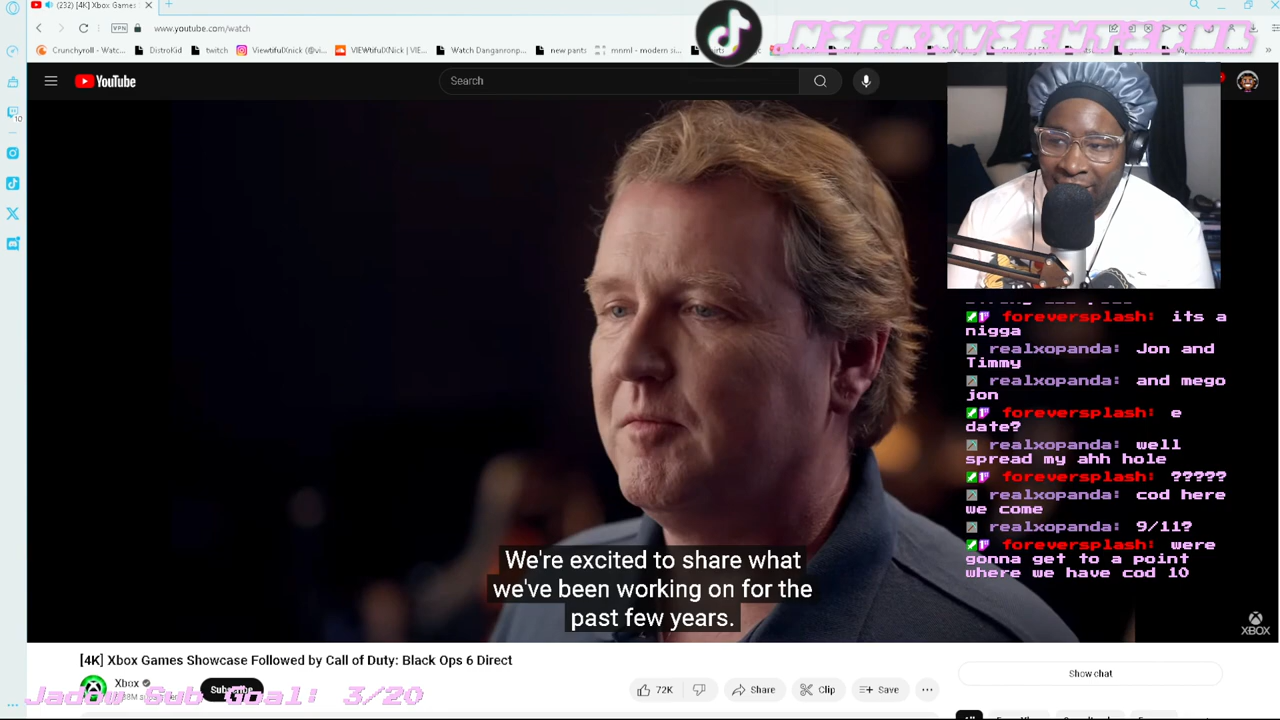 (232) [4K] Xbox Games
VPN
www.youtube.com/watch
Crunchyroll - Watc...
DistroKid
twitch
ViewtifulXnick (@vi...
VIEWtifulXNick | VIE...
Watch Danganronp...
new pants
mnml - modern si...
YouTube
Search
10
foreversplash: its a
nigga
realxopanda: Jon and
Timmy
realxopanda: and mego
jon
foreversplash: e
date?
realxopanda: well
spread my ahh hole
foreversplash: ?????
realxopanda: cod here
we come
realxopanda: 9/11?
foreversplash: were
gonna get to a point
where we have cod 10
We're excited to share what
we've been working on for the
past few years.
XBOX
[4K] Xbox Games Showcase Followed by Call of Duty: Black Ops 6 Direct
Show chat
Xbox
Subscribe
72K
Share
Clip
Save
Jadow Sub Goal: 3/20
All